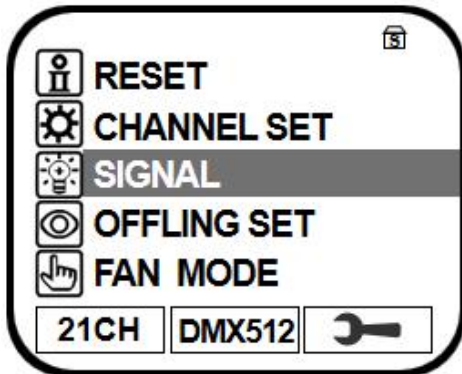 S
RESET
CHANNEL SET
SIGNAL
OFFLING SET
FAN MODE
21CH DMX512